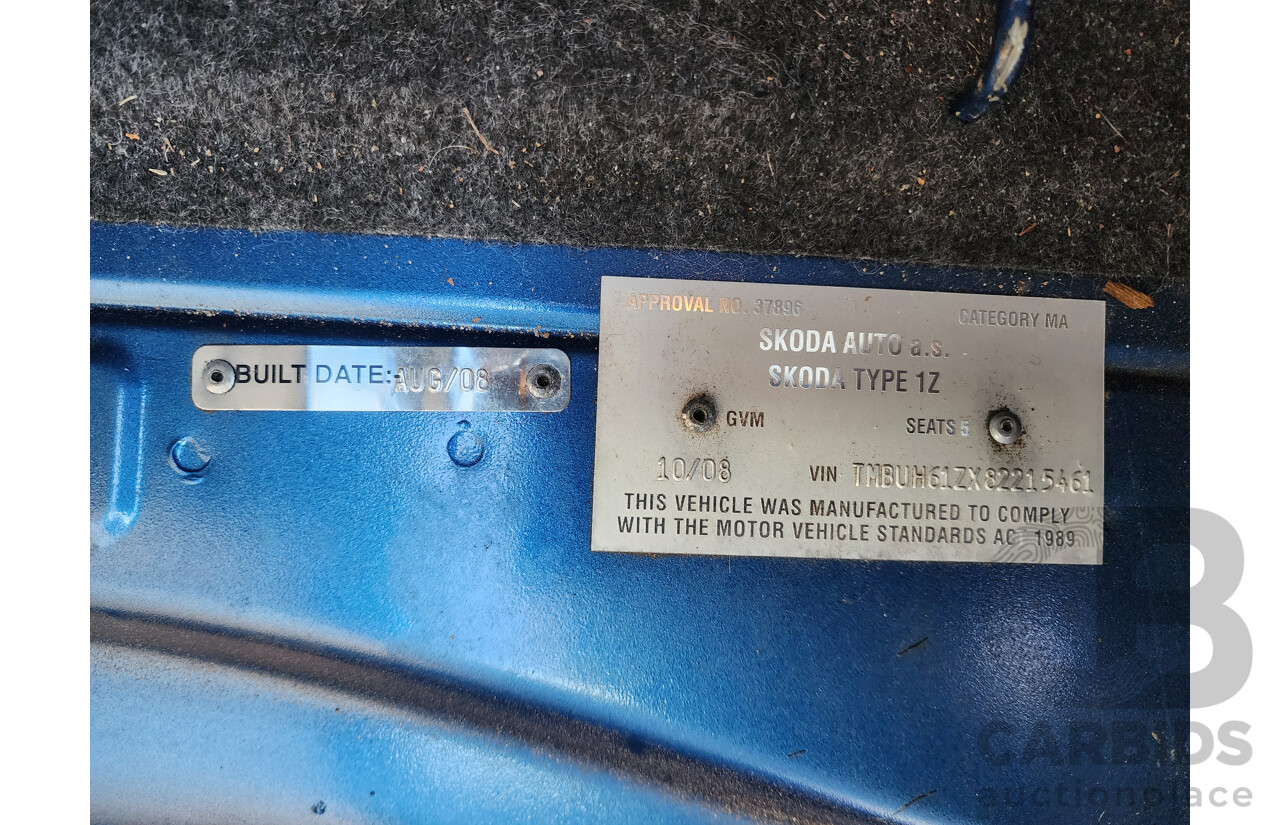 BUILT DATE:-AUG/08
APPROVAL NO. 37896 CATEGORY MA
SKODA AUTO a.s.
SKODA TYPE 1Z
GVM SEATS 5
10/08 VIN TMBUH61ZX82215461
THIS VEHICLE WAS MANUFACTURED TO COMPLY
WITH THE MOTOR VEHICLE STANDARDS AC 1989
B
CARBIDS
auctionplace